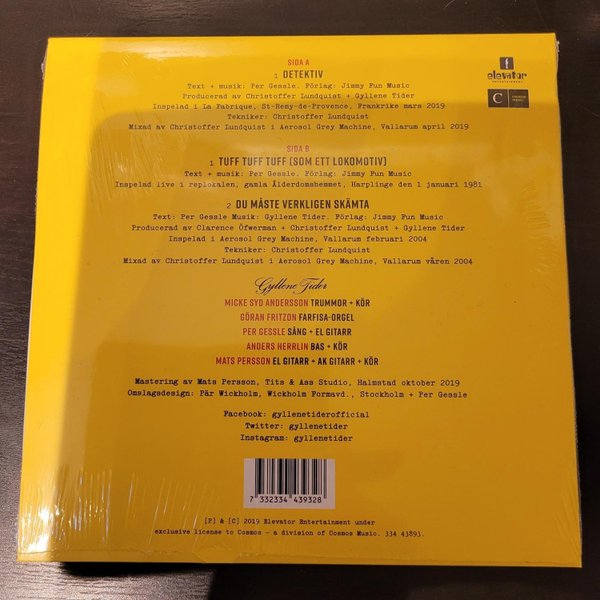 SIDA A
1 DETEKTIV
Text + musik: Per Gessle. Förlag: Jimmy Fun Music
Producerad av Christoffer Lundquist + Gyllene Tider
Inspelad i La Fabrique, St-Remy-de-Provence, Frankrike mars 2019
Tekniker: Christoffer Lundquist
Mixad av Christoffer Lundquist i Aerosol Grey Machine, Vallarum april 2019
elevator
ENTERTAINMENT
C
COSMOS MUSIC
SIDA B
1 TUFF TUFF TUFF (SOM ETT LOKOMOTIV)
Text + musik: Per Gessle. Förlag: Jimmy Fun Music
Inspelad live i replokalen, gamla Ålderdomshemmet, Harplinge den 1 januari 1981
2 DU MÅSTE VERKLIGEN SKÄMTA
Text: Per Gessle Musik: Gyllene Tider. Förlag: Jimmy Fun Music
Producerad av Clarence Öfwerman + Christoffer Lundquist + Gyllene Tider
Inspelad i Aerosol Grey Machine, Vallarum februari 2004
Tekniker: Christoffer Lundquist
Mixad av Christoffer Lundquist i Aerosol Grey Machine, Vallarum våren 2004
Gyllene Tider
MICKE SYD ANDERSSON TRUMMOR + KÖR
GÖRAN FRITZON FARFISA-ORGEL
PER GESSLE SÅNG + EL GITARR
ANDERS HERRLIN BAS + KÖR
MATS PERSSON EL GITARR + AK GITARR + KÖR
Mastering av Mats Persson, Tits & Ass Studio, Halmstad oktober 2019
Omslagsdesign: Pär Wickholm, Wickholm Formavd., Stockholm + Per Gessle
Facebook: gyllenetiderofficial
Twitter: gyllenetider
Instagram: gyllenetider
7 332334 439328
[P] & [C] 2019 Elevator Entertainment under
exclusive license to Cosmos – a division of Cosmos Music. 334 43893.